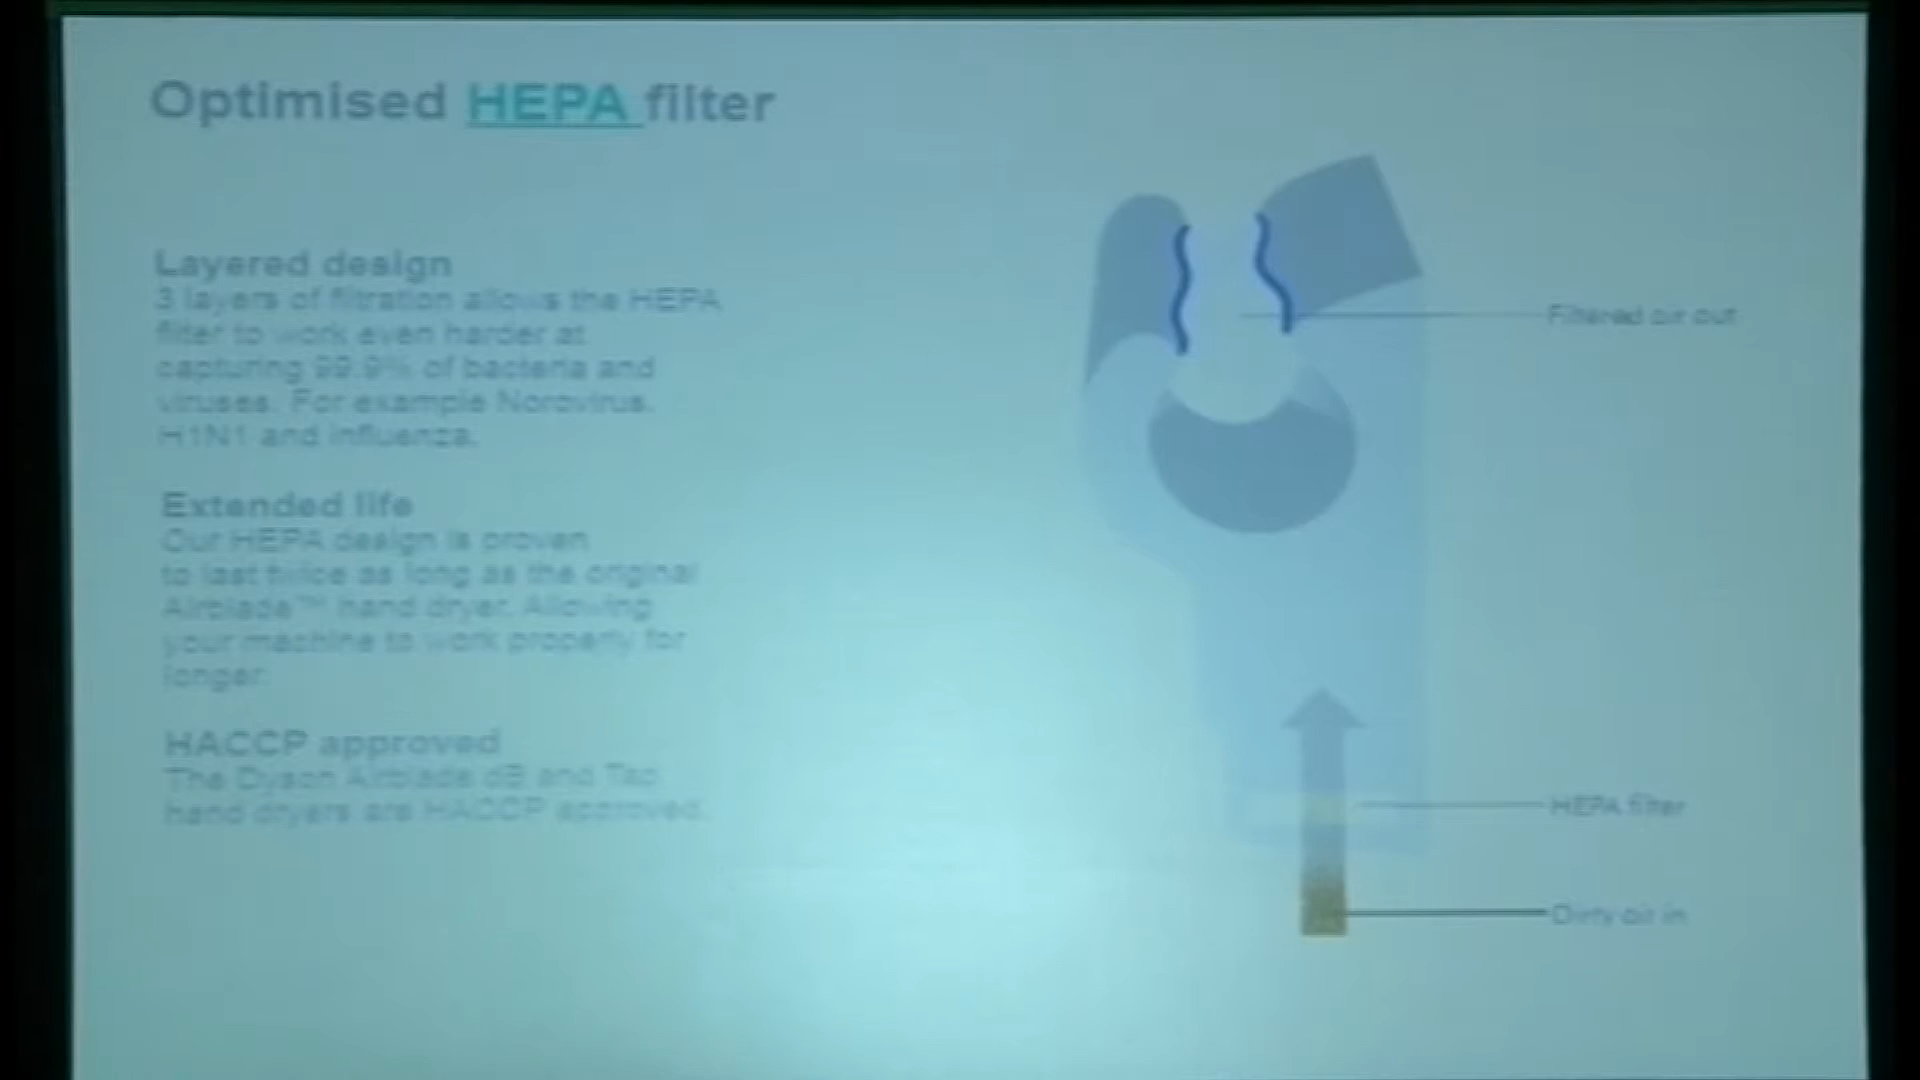 Optimised HEPA filter
Layered design
3 layers of filtration allows the HEPA
filter to work even harder at
capturing 99.9% of bacteria and
viruses. For example Norovirus,
H1N1 and influenza.
Extended life
Our HEPA design is proven
to last twice as long as the original
Airblade™ hand dryer. Allowing
your machine to work properly for
longer.
HACCP approved
The Dyson Airblade dB and Tap
hand dryers are HACCP approved.
Filtered air out
HEPA filter
Dirty air in